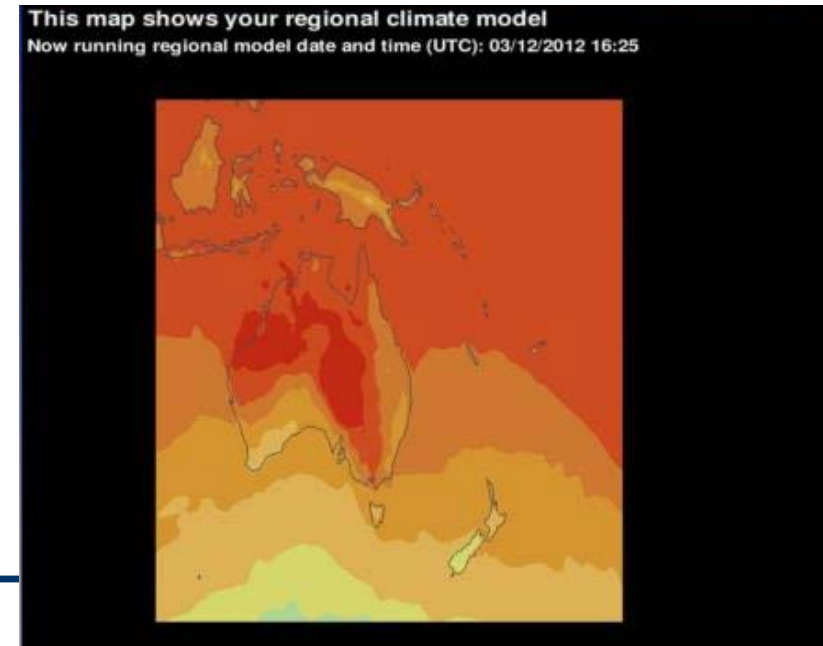 This map shows your regional climate model
Now running regional model date and time (UTC): 03/12/2012 16:25